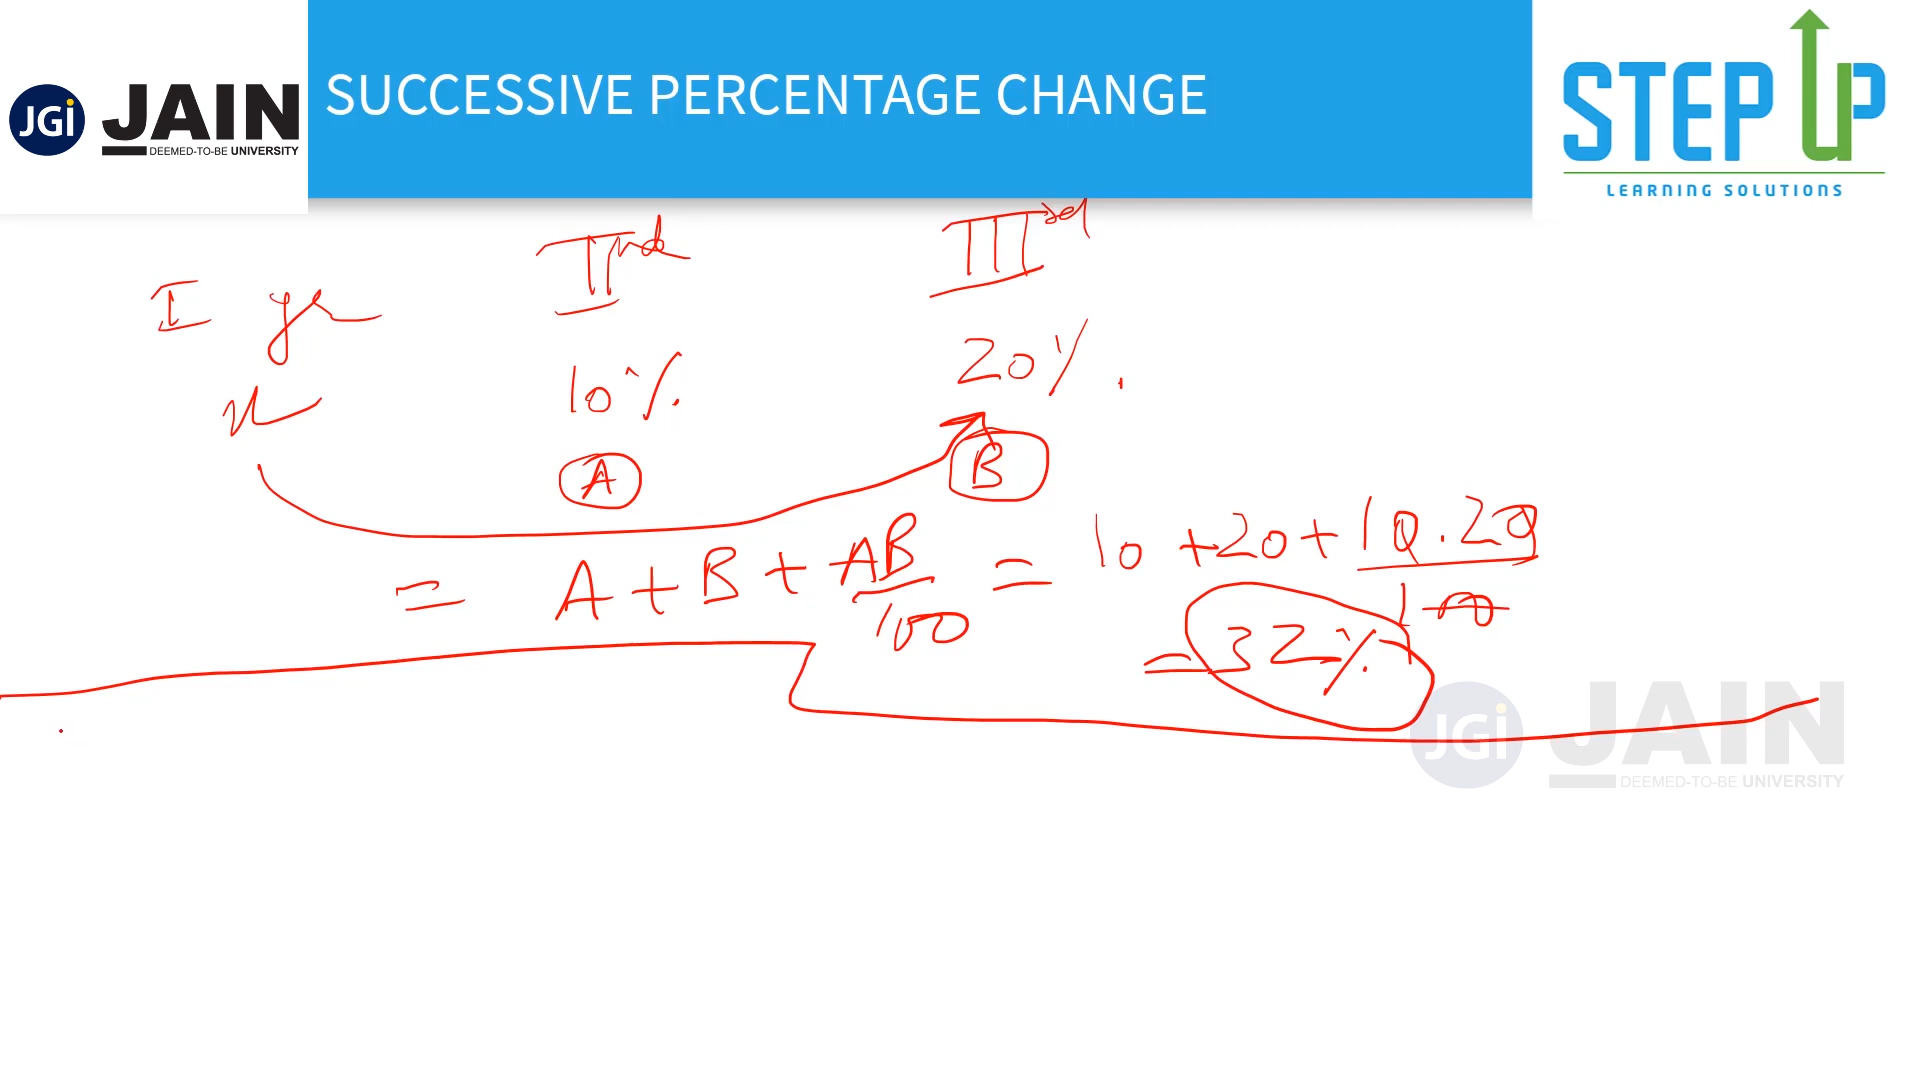 JGi JAIN
DEEMED-TO-BE UNIVERSITY
SUCCESSIVE PERCENTAGE CHANGE
STEP UP
LEARNING SOLUTIONS
I yr IInd IIIrd
x 10% 20%.
A B
= A + B + AB/100 = 10 + 20 + 10.20/100
= 32%
JGi JAIN
DEEMED-TO-BE UNIVERSITY